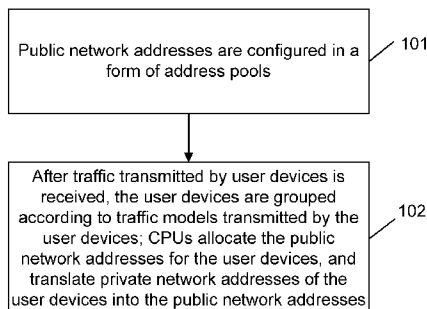 Public network addresses are configured in a
form of address pools
101
After traffic transmitted by user devices is
received, the user devices are grouped
according to traffic models transmitted by the
user devices; CPUs allocate the public
network addresses for the user devices, and
translate private network addresses of the
user devices into the public network addresses
102